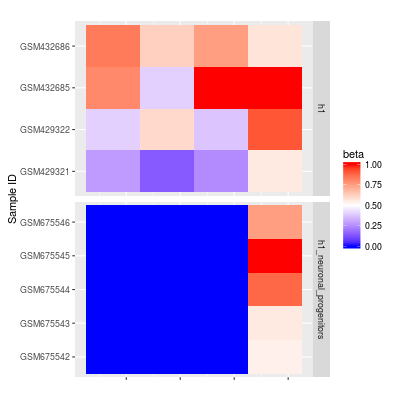 GSM432686
GSM432685
GSM429322
GSM429321
h1
GSM675546
GSM675545
GSM675544
GSM675543
GSM675542
h1_neuronal_progenitors
Sample ID
beta
1.00
0.75
0.50
0.25
0.00